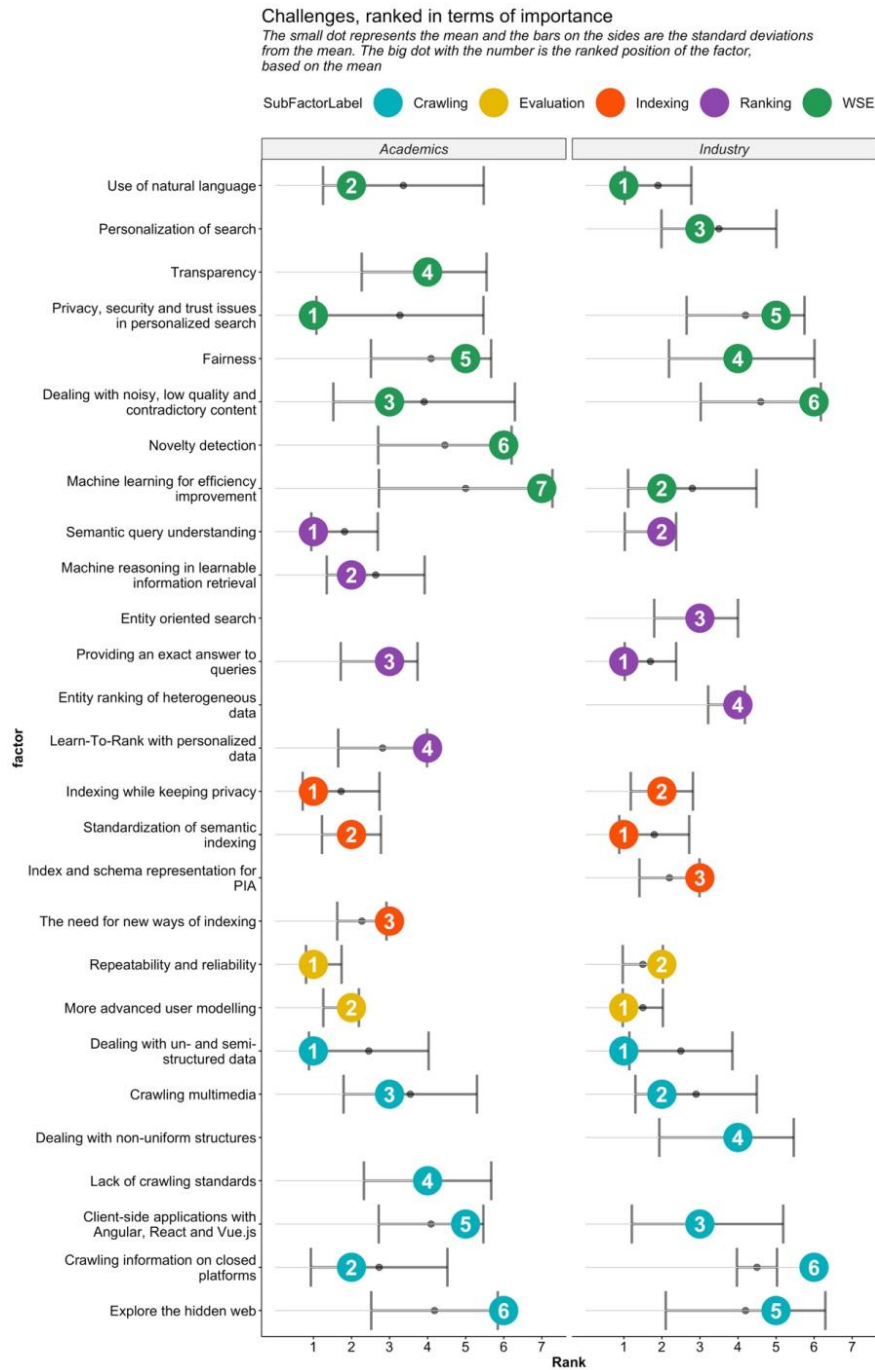 Challenges, ranked in terms of importance
The small dot represents the mean and the bars on the sides are the standard deviations
from the mean. The big dot with the number is the ranked position of the factor,
based on the mean
SubFactorLabel Crawling Evaluation Indexing Ranking WSE
Academics Industry
Use of natural language 2 1
Personalization of search 3
Transparency 4
Privacy, security and trust issues
in personalized search 1 5
Fairness 5 4
Dealing with noisy, low quality and
contradictory content 3 6
Novelty detection 6
Machine learning for efficiency
improvement 7 2
Semantic query understanding 1 2
Machine reasoning in learnable
information retrieval 2
Entity oriented search 3
Providing an exact answer to
queries 3 1
Entity ranking of heterogeneous
data 4
Learn-To-Rank with personalized
data 4
factor
Indexing while keeping privacy 1 2
Standardization of semantic
indexing 2 1
Index and schema representation for
PIA 3
The need for new ways of indexing 3
Repeatability and reliability 1 2
More advanced user modelling 2 1
Dealing with un- and semi-
structured data 1 1
Crawling multimedia 3 2
Dealing with non-uniform structures 4
Lack of crawling standards 4
Client-side applications with
Angular, React and Vue.js 5 3
Crawling information on closed
platforms 2 6
Explore the hidden web 6 5
1 2 3 4 5 6 7 1 2 3 4 5 6 7
Rank